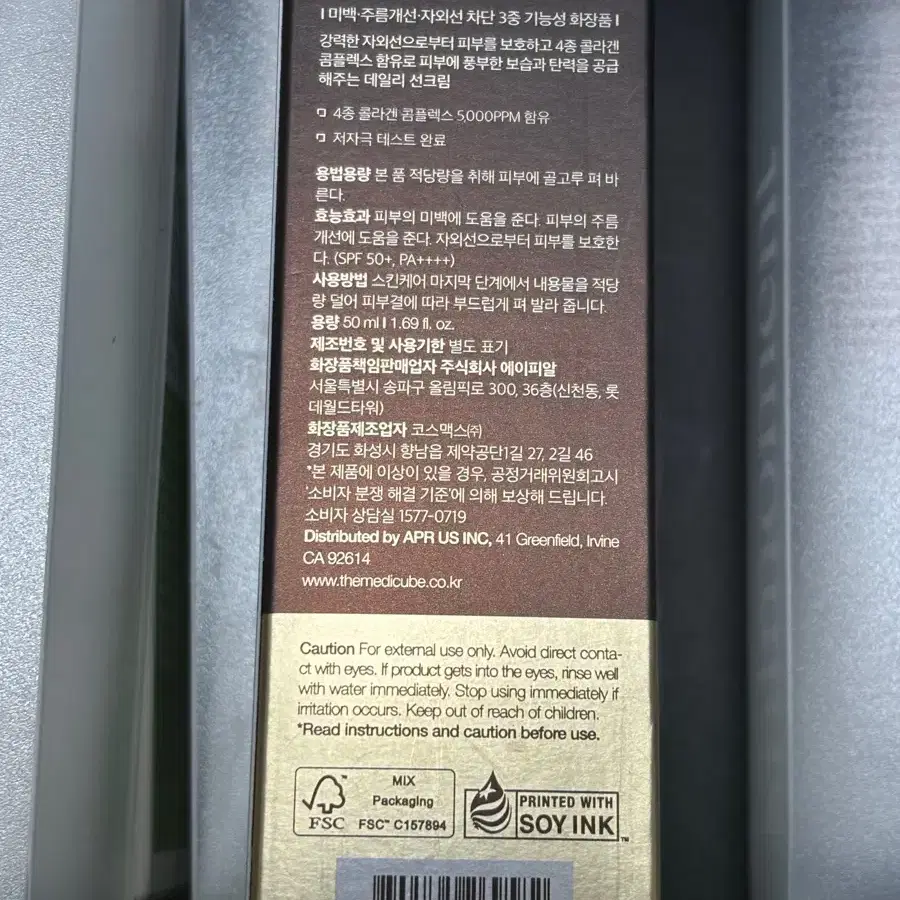 I 미백·주름개선·자외선 차단 3중 기능성 화장품 I
강력한 자외선으로부터 피부를 보호하고 4종 콜라겐
콤플렉스 함유로 피부에 풍부한 보습과 탄력을 공급
해주는 데일리 선크림
4종 콜라겐 콤플렉스 5,000PPM 함유
저자극 테스트 완료
용법용량 본 품 적당량을 취해 피부에 골고루 펴 바
른다.
효능효과 피부의 미백에 도움을 준다. 피부의 주름
개선에 도움을 준다. 자외선으로부터 피부를 보호한
다. (SPF 50+, PA++++)
사용방법 스킨케어 마지막 단계에서 내용물을 적당
량 덜어 피부결에 따라 부드럽게 펴 발라 줍니다.
용량 50 ml I 1.69 fl. oz.
제조번호 및 사용기한 별도 표기
화장품책임판매업자 주식회사 에이피알
서울특별시 송파구 올림픽로 300, 36층(신천동, 롯
데월드타워)
화장품제조업자 코스맥스㈜
경기도 화성시 향남읍 제약공단1길 27, 2길 46
*본 제품에 이상이 있을 경우, 공정거래위원회고시
'소비자 분쟁 해결 기준'에 의해 보상해 드립니다.
소비자 상담실 1577-0719
Distributed by APR US INC, 41 Greenfield, Irvine
CA 92614
www.themedicube.co.kr
Caution For external use only. Avoid direct conta-
ct with eyes. If product gets into the eyes, rinse well
with water immediately. Stop using immediately if
irritation occurs. Keep out of reach of children.
*Read instructions and caution before use.
FSC™
MIX
Packaging
FSC™ C157894
PRINTED WITH
SOY INK™